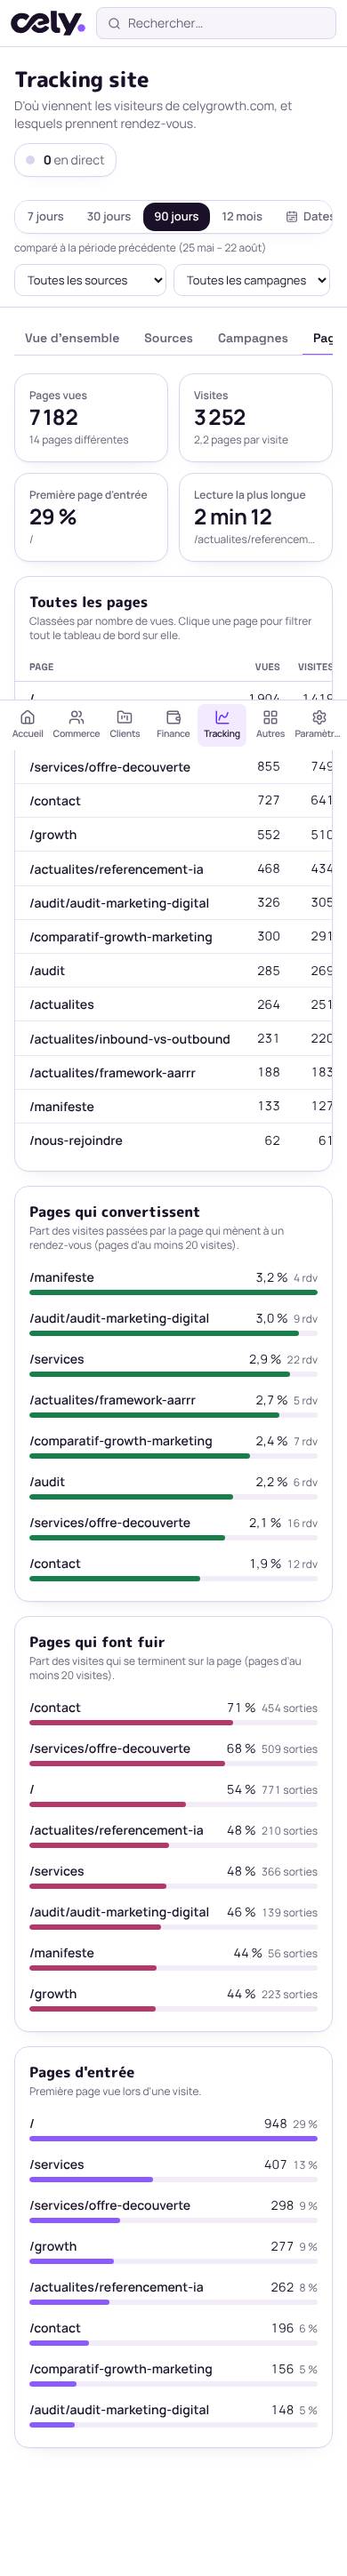 cely.
Rechercher...
Tracking site
D'où viennent les visiteurs de celygrowth.com, et
lesquels prennent rendez-vous.
0 en direct
7 jours 30 jours 90 jours 12 mois Dates
comparé à la période précédente (25 mai – 22 août)
Toutes les sources Toutes les campagnes
Vue d'ensemble Sources Campagnes Pag
Pages vues
7 182
14 pages différentes
Visites
3 252
2,2 pages par visite
Première page d'entrée
29 %
/
Lecture la plus longue
2 min 12
/actualites/referencem...
Toutes les pages
Classées par nombre de vues. Clique une page pour filtrer
tout le tableau de bord sur elle.
PAGE VUES VISITES
/ 1 904 1 419
Accueil Commerce Clients Finance Tracking Autres Paramètr...
/services/offre-decouverte 855 749
/contact 727 641
/growth 552 510
/actualites/referencement-ia 468 434
/audit/audit-marketing-digital 326 305
/comparatif-growth-marketing 300 291
/audit 285 269
/actualites 264 251
/actualites/inbound-vs-outbound 231 220
/actualites/framework-aarrr 188 183
/manifeste 133 127
/nous-rejoindre 62 61
Pages qui convertissent
Part des visites passées par la page qui mènent à un
rendez-vous (pages d'au moins 20 visites).
/manifeste 3,2 % 4 rdv
/audit/audit-marketing-digital 3,0 % 9 rdv
/services 2,9 % 22 rdv
/actualites/framework-aarrr 2,7 % 5 rdv
/comparatif-growth-marketing 2,4 % 7 rdv
/audit 2,2 % 6 rdv
/services/offre-decouverte 2,1 % 16 rdv
/contact 1,9 % 12 rdv
Pages qui font fuir
Part des visites qui se terminent sur la page (pages d'au
moins 20 visites).
/contact 71 % 454 sorties
/services/offre-decouverte 68 % 509 sorties
/ 54 % 771 sorties
/actualites/referencement-ia 48 % 210 sorties
/services 48 % 366 sorties
/audit/audit-marketing-digital 46 % 139 sorties
/manifeste 44 % 56 sorties
/growth 44 % 223 sorties
Pages d'entrée
Première page vue lors d'une visite.
/ 948 29 %
/services 407 13 %
/services/offre-decouverte 298 9 %
/growth 277 9 %
/actualites/referencement-ia 262 8 %
/contact 196 6 %
/comparatif-growth-marketing 156 5 %
/audit/audit-marketing-digital 148 5 %